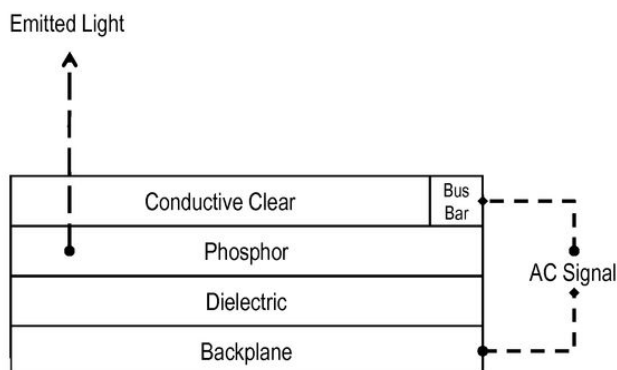 Emitted Light
Conductive Clear
Bus
Bar
Phosphor
AC Signal
Dielectric
Backplane